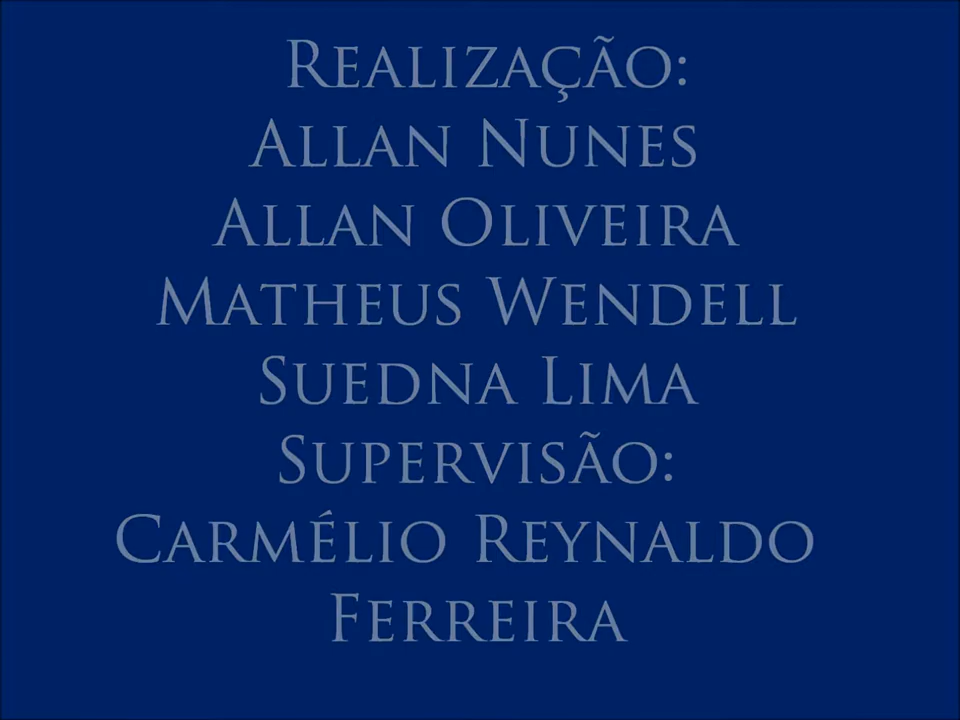 Realização:
Allan Nunes
Allan Oliveira
Matheus Wendell
Suedna Lima
Supervisão:
Carmélio Reynaldo
Ferreira